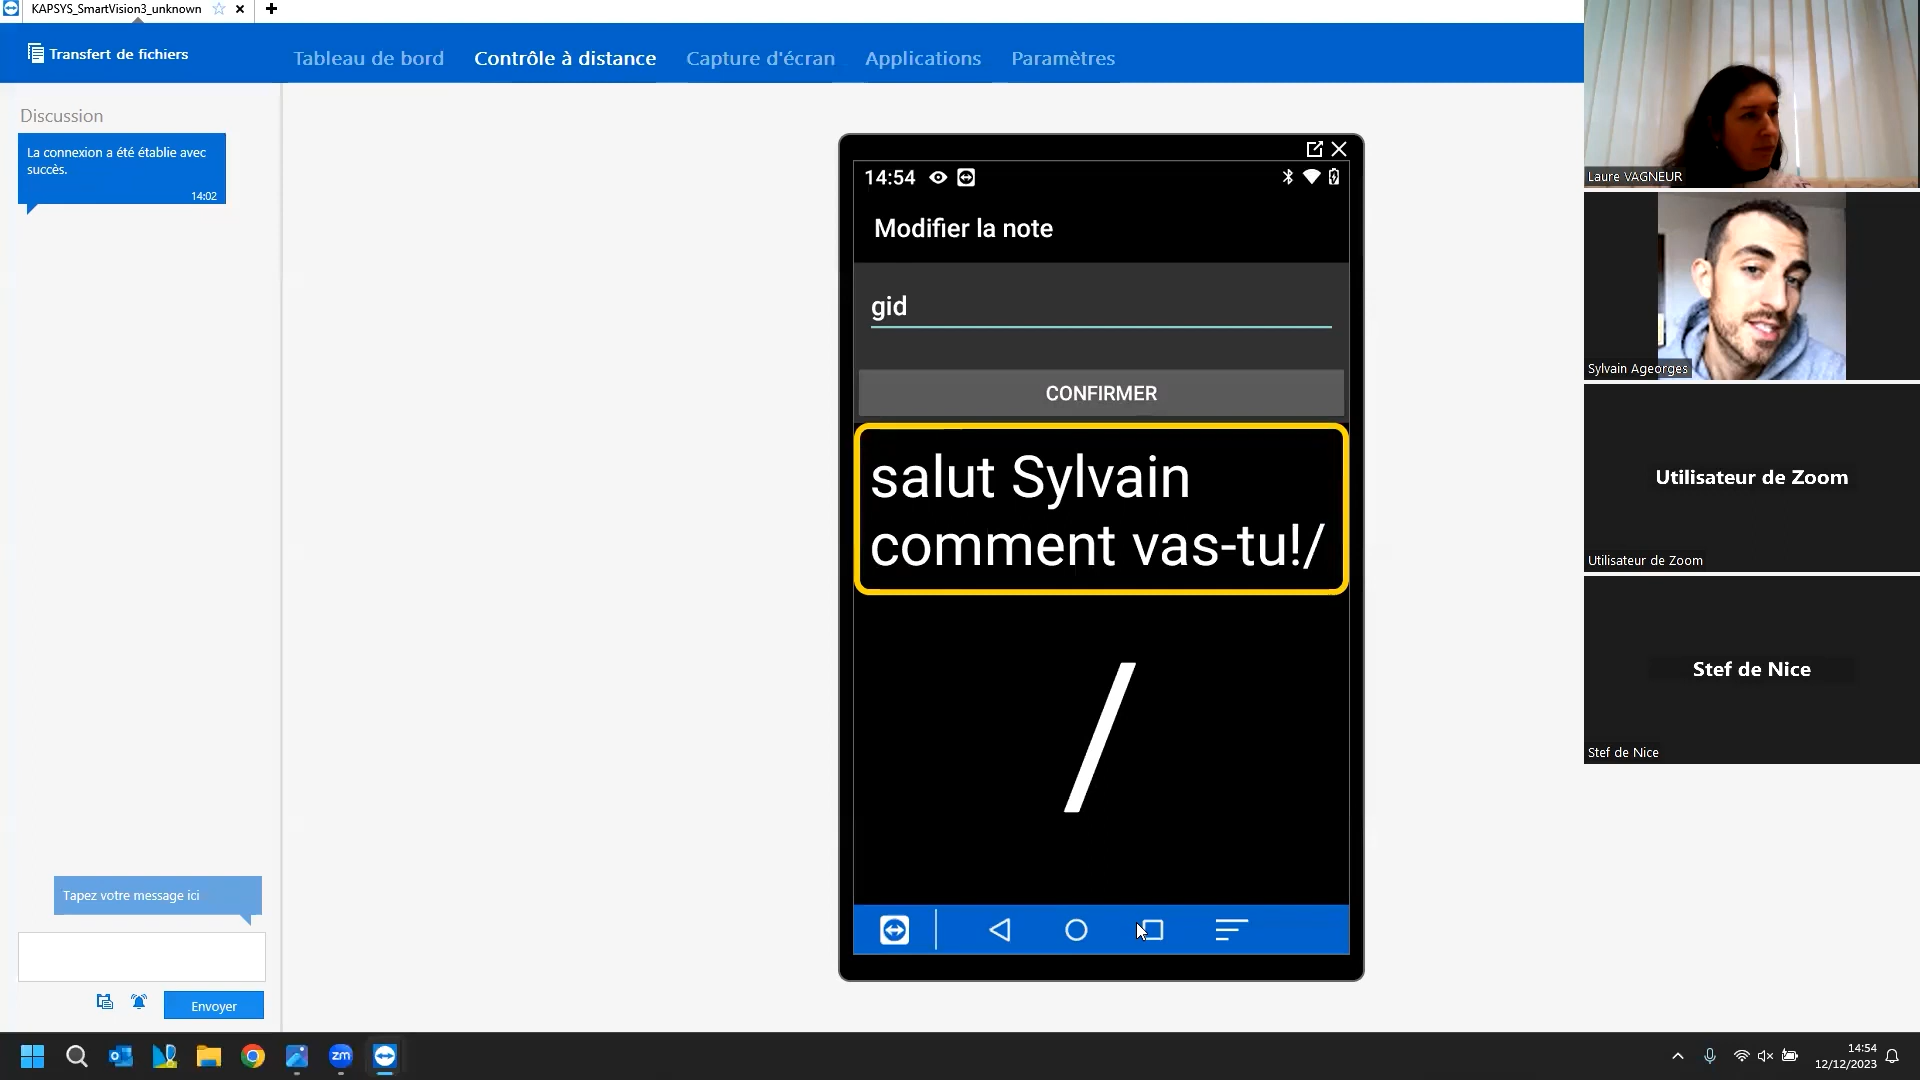 KAPSYS_SmartVision3_unknown
Transfert de fichiers
Tableau de bord
Contrôle à distance
Capture d'écran
Applications
Paramètres
Discussion
La connexion a été établie avec
succès.
14:02
14:54
Modifier la note
gid
CONFIRMER
salut Sylvain
comment vas-tu!/
/
Tapez votre message ici
Envoyer
Laure VAGNEUR
Sylvain Ageorges
Utilisateur de Zoom
Utilisateur de Zoom
Stef de Nice
Stef de Nice
zm
14:54
12/12/2023